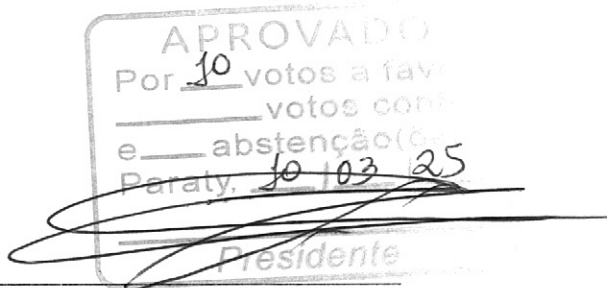 APROVADO
Por 10 votos a fav
votos con
e abstenção(õ
Paraty, 10 / 03 / 25
Presidente